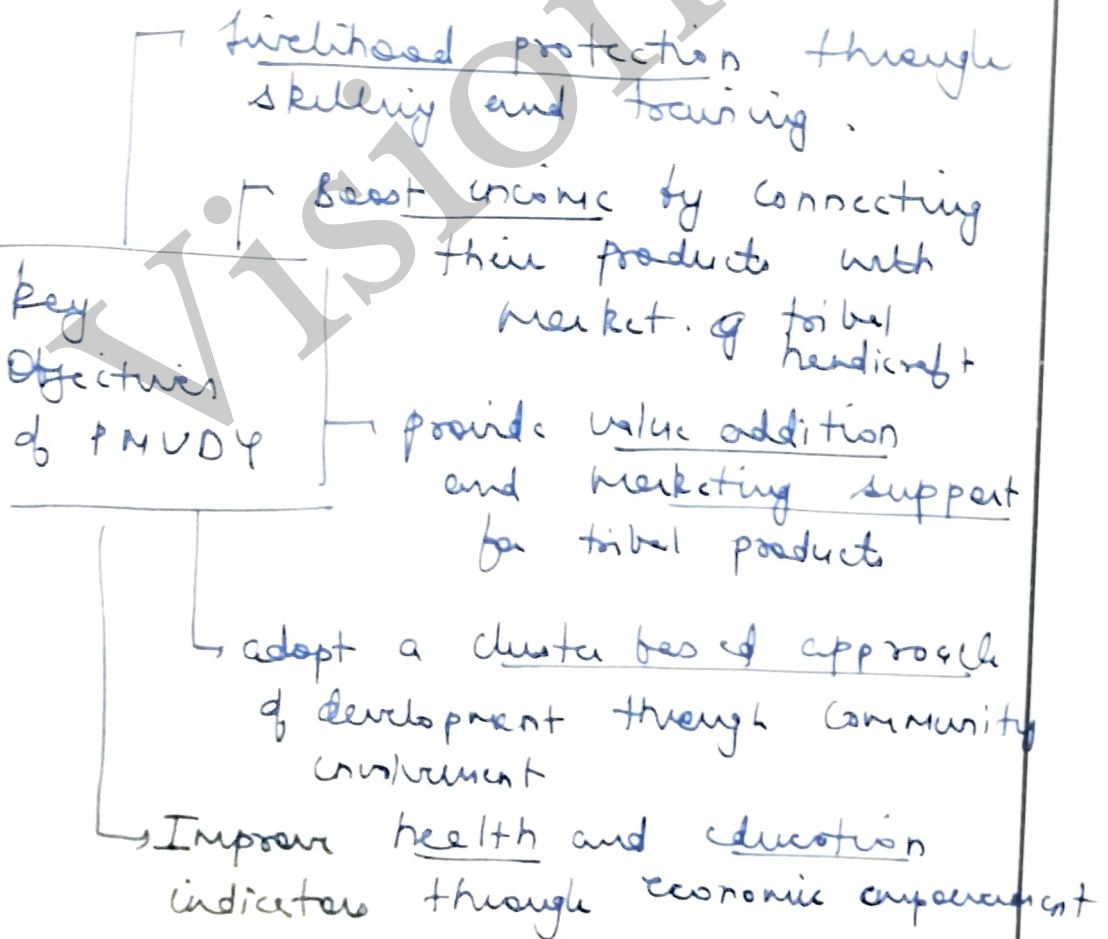 Livelihood protection through
skilling and training.
Boost income by connecting
their products with
market. of tribal
handicraft
Key
Objectives
of PMVDY
provide value addition
and marketing support
for tribal products
adopt a cluster based approach
of development through community
involvement
Improve health and education
indicators through economic empowerment
Vision